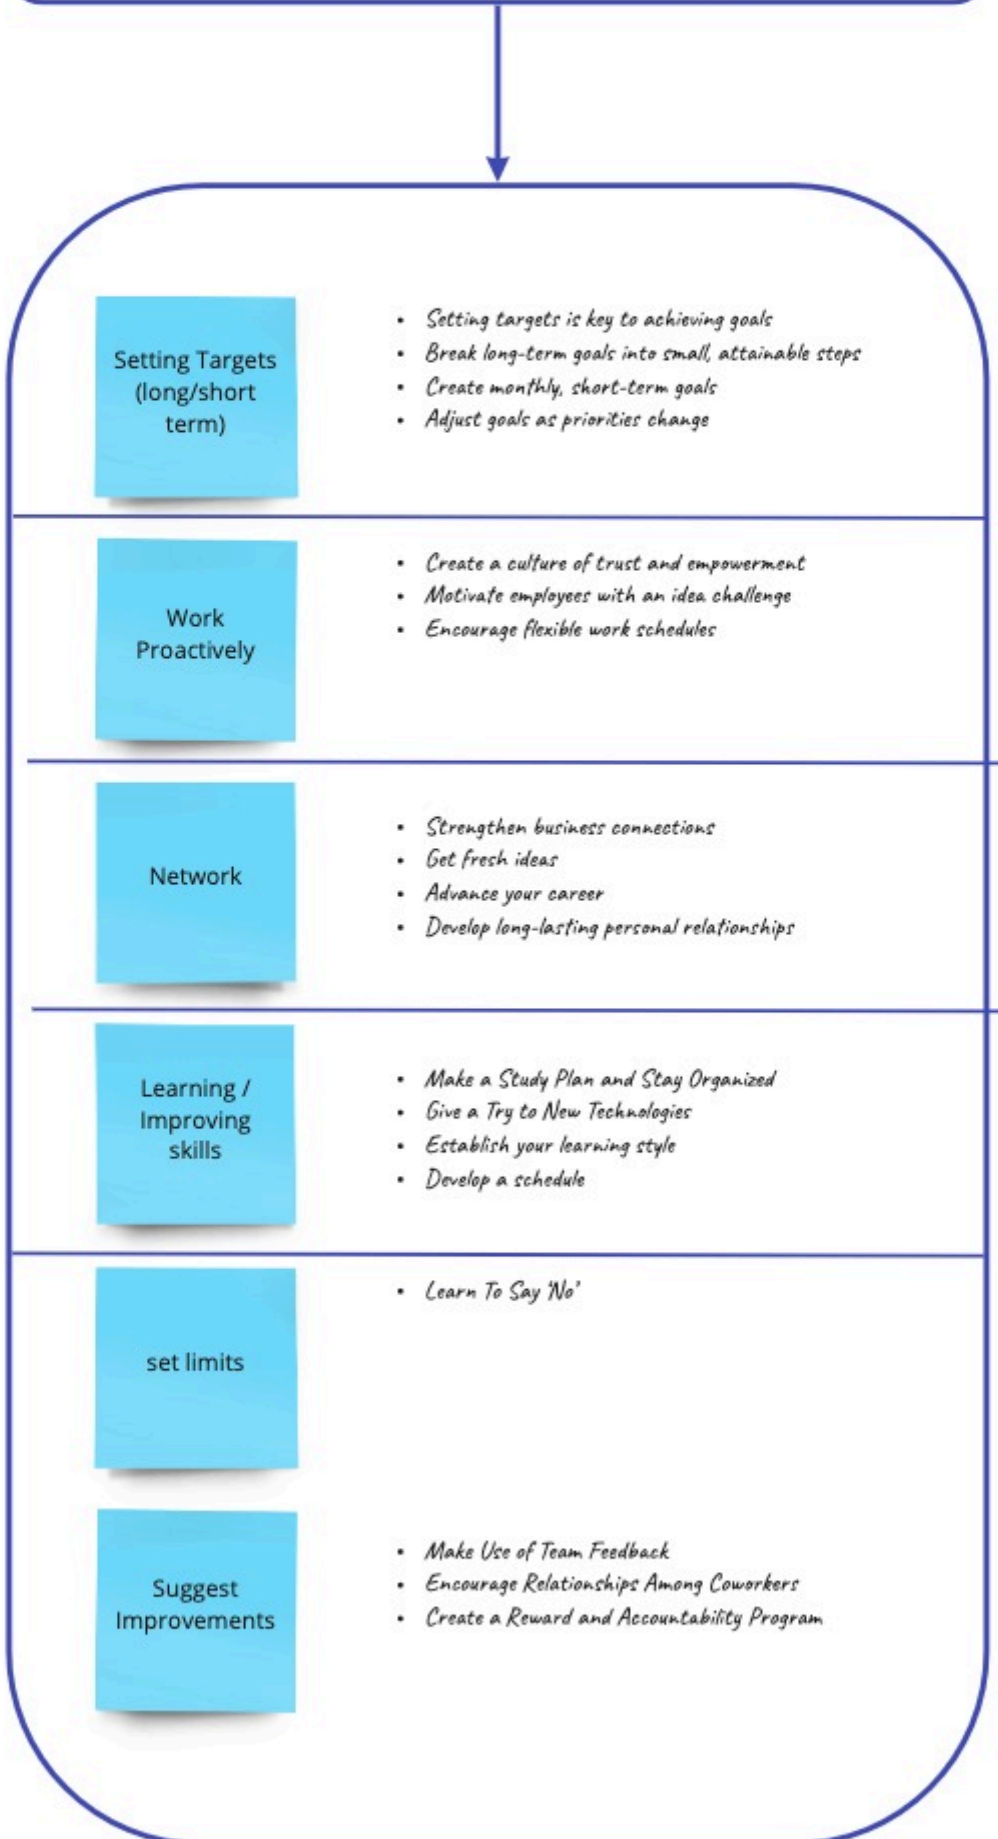 Setting Targets
(long/short
term)
• Setting targets is key to achieving goals
• Break long-term goals into small, attainable steps
• Create monthly, short-term goals
• Adjust goals as priorities change
Work
Proactively
• Create a culture of trust and empowerment
• Motivate employees with an idea challenge
• Encourage flexible work schedules
Network
• Strengthen business connections
• Get fresh ideas
• Advance your career
• Develop long-lasting personal relationships
Learning /
Improving
skills
• Make a Study Plan and Stay Organized
• Give a Try to New Technologies
• Establish your learning style
• Develop a schedule
set limits
• Learn To Say ‘No’
Suggest
Improvements
• Make Use of Team Feedback
• Encourage Relationships Among Coworkers
• Create a Reward and Accountability Program